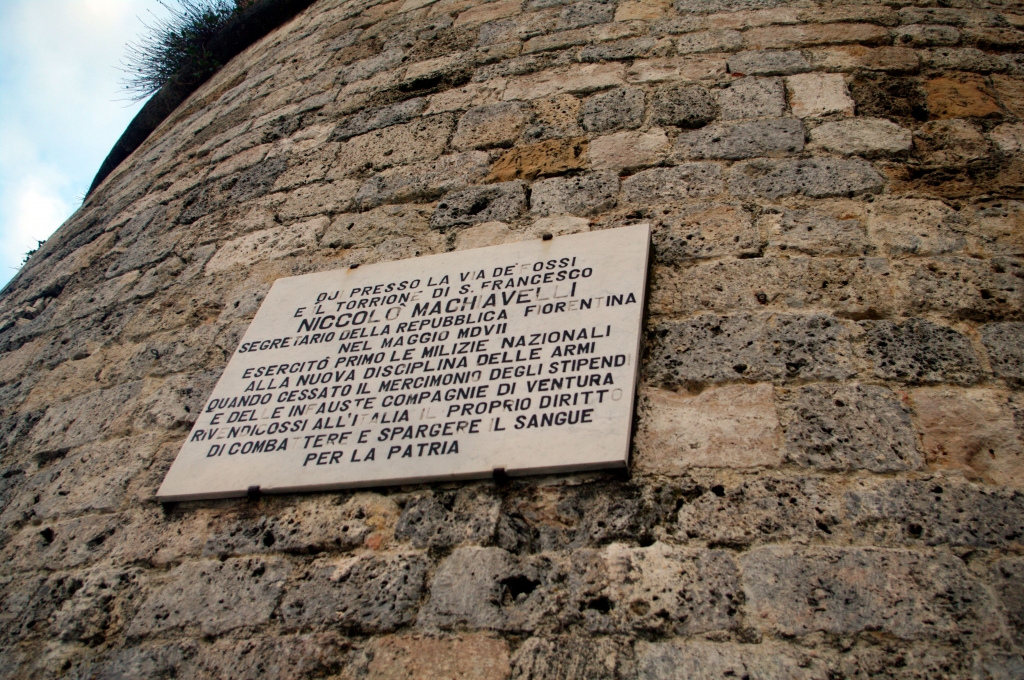 QUI PRESSO LA VIA DE' FOSSI
E IL TORRIONE DI S. FRANCESCO
NICCOLO MACHIAVELLI
SEGRETARIO DELLA REPUBBLICA FIORENTINA
NEL MAGGIO MDVII
ESERCITÓ PRIMO LE MILIZIE NAZIONALI
ALLA NUOVA DISCIPLINA DELLE ARMI
QUANDO CESSATO IL MERCIMONIO DEGLI STIPENDI
E DELLE INFAUSTE COMPAGNIE DI VENTURA
RIVENDICOSSI ALL'ITALIA IL PROPRIO DIRITTO
DI COMBATTERE E SPARGERE IL SANGUE
PER LA PATRIA